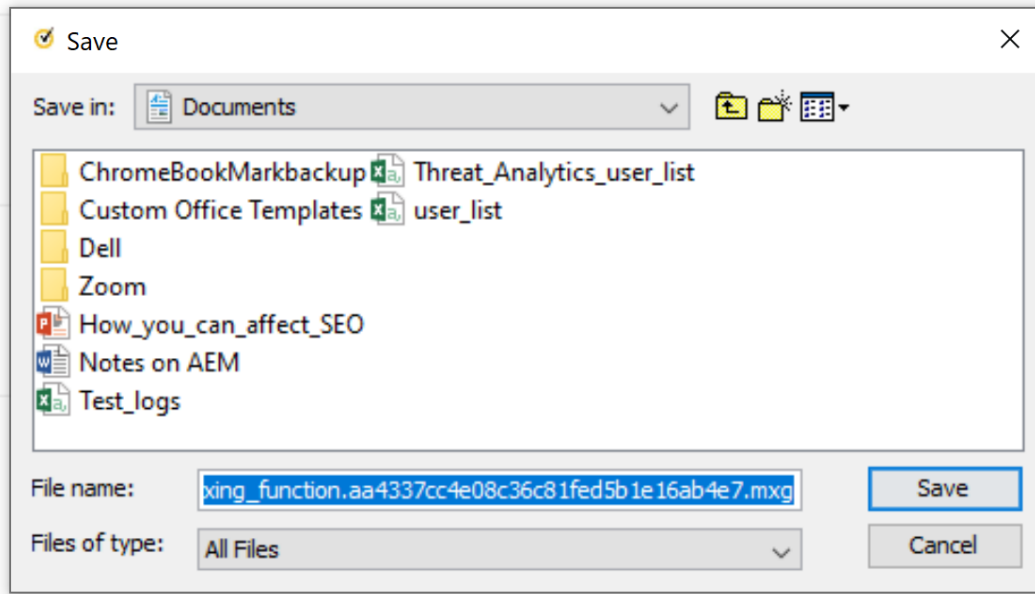 Save
Save in: Documents
ChromeBookMarkbackup Threat_Analytics_user_list
Custom Office Templates user_list
Dell
Zoom
How_you_can_affect_SEO
Notes on AEM
Test_logs
File name: xing_function.aa4337cc4e08c36c81fed5b1e16ab4e7.mxg Save
Files of type: All Files Cancel